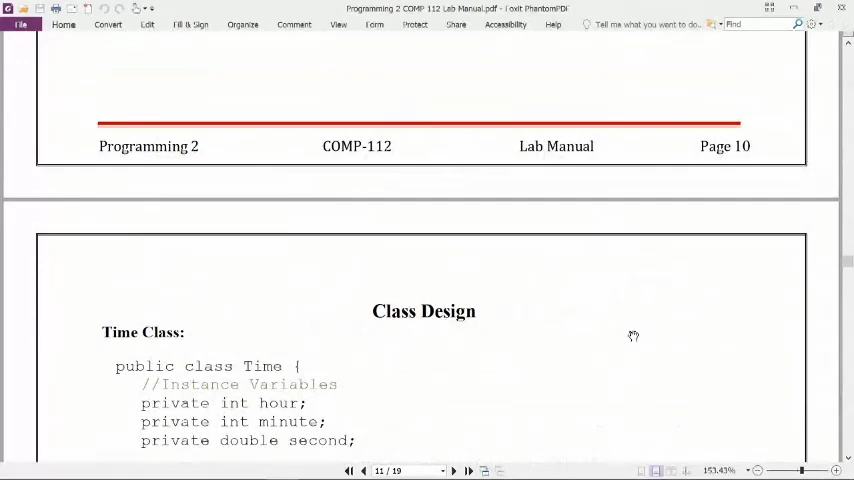 Programming 2 COMP 112 Lab Manual.pdf - Foxit PhantomPDF
File Home Convert Edit Fill & Sign Organize Comment View Form Protect Share Accessibility Help Tell me what you want to do.. Find
Programming 2 COMP-112 Lab Manual Page 10
Class Design
Time Class:
public class Time {
//Instance Variables
private int hour;
private int minute;
private double second;
11 / 19 153.43%